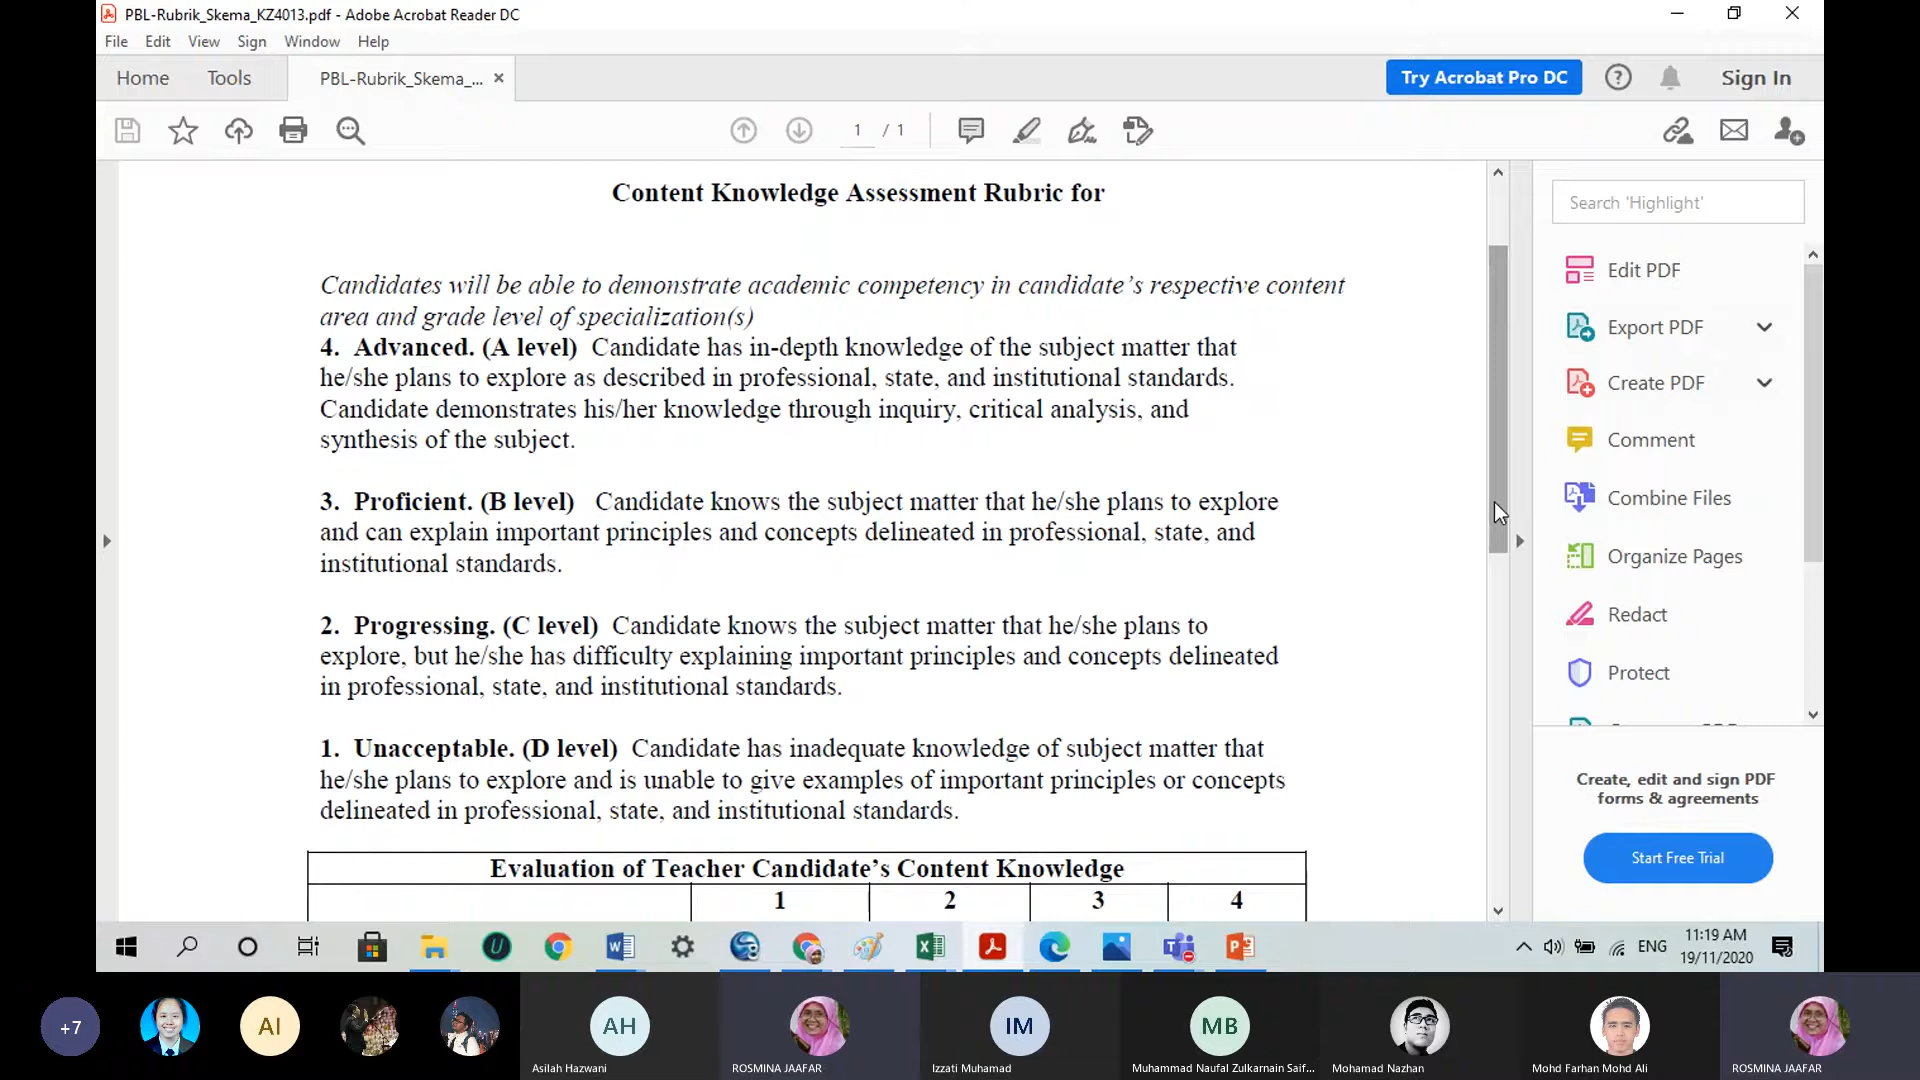 PBL-Rubrik_Skema_KZ4013.pdf - Adobe Acrobat Reader DC
File Edit View Sign Window Help
Home Tools PBL-Rubrik_Skema_... × Try Acrobat Pro DC Sign In
1 / 1
Content Knowledge Assessment Rubric for
Candidates will be able to demonstrate academic competency in candidate's respective content
area and grade level of specialization(s)
4. Advanced. (A level) Candidate has in-depth knowledge of the subject matter that
he/she plans to explore as described in professional, state, and institutional standards.
Candidate demonstrates his/her knowledge through inquiry, critical analysis, and
synthesis of the subject.
3. Proficient. (B level) Candidate knows the subject matter that he/she plans to explore
and can explain important principles and concepts delineated in professional, state, and
institutional standards.
2. Progressing. (C level) Candidate knows the subject matter that he/she plans to
explore, but he/she has difficulty explaining important principles and concepts delineated
in professional, state, and institutional standards.
1. Unacceptable. (D level) Candidate has inadequate knowledge of subject matter that
he/she plans to explore and is unable to give examples of important principles or concepts
delineated in professional, state, and institutional standards.
Evaluation of Teacher Candidate's Content Knowledge
1 2 3 4
Search 'Highlight'
Edit PDF
Export PDF
Create PDF
Comment
Combine Files
Organize Pages
Redact
Protect
Create, edit and sign PDF
forms & agreements
Start Free Trial
ENG
11:19 AM
19/11/2020
+7
AI
AH
IM
MB
Asilah Hazwani
ROSMINA JAAFAR
Izzati Muhamad
Muhammad Naufal Zulkarnain Saif...
Mohamad Nazhan
Mohd Farhan Mohd Ali
ROSMINA JAAFAR